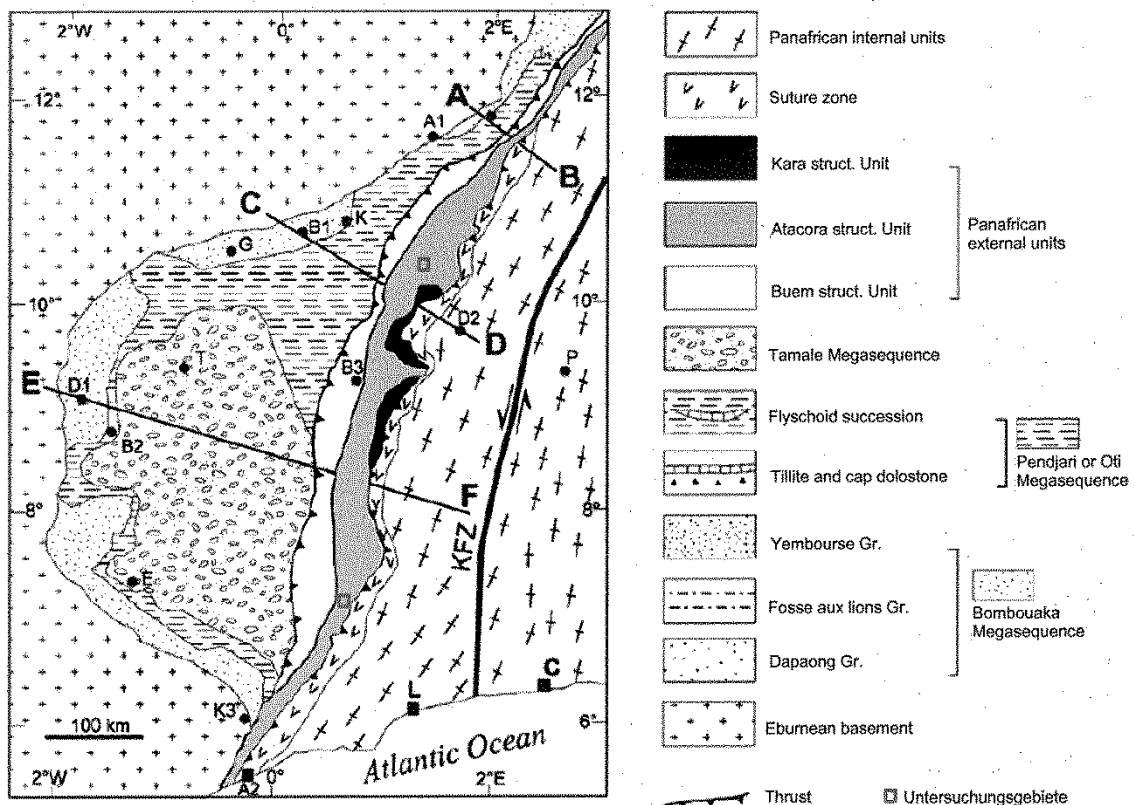 2°W 0° 2°E
12° 12°
A
A1
B
C
B1 K
G
10° 10°
D2
D
T
B3 P
E
D1
B2
8° F 8°
KFZ
E
C
L
K3
100 km
6°
Atlantic Ocean
2°W 0° 2°E
A2
Panafrican internal units
Suture zone
Kara struct. Unit
Atacora struct. Unit
Panafrican
external units
Buem struct. Unit
Tamale Megasequence
Flyschoid succession
Pendjari or Oti
Megasequence
Tillite and cap dolostone
Yembourse Gr.
Fosse aux lions Gr.
Bombouaka
Megasequence
Dapaong Gr.
Eburnean basement
Thrust Untersuchungsgebiete